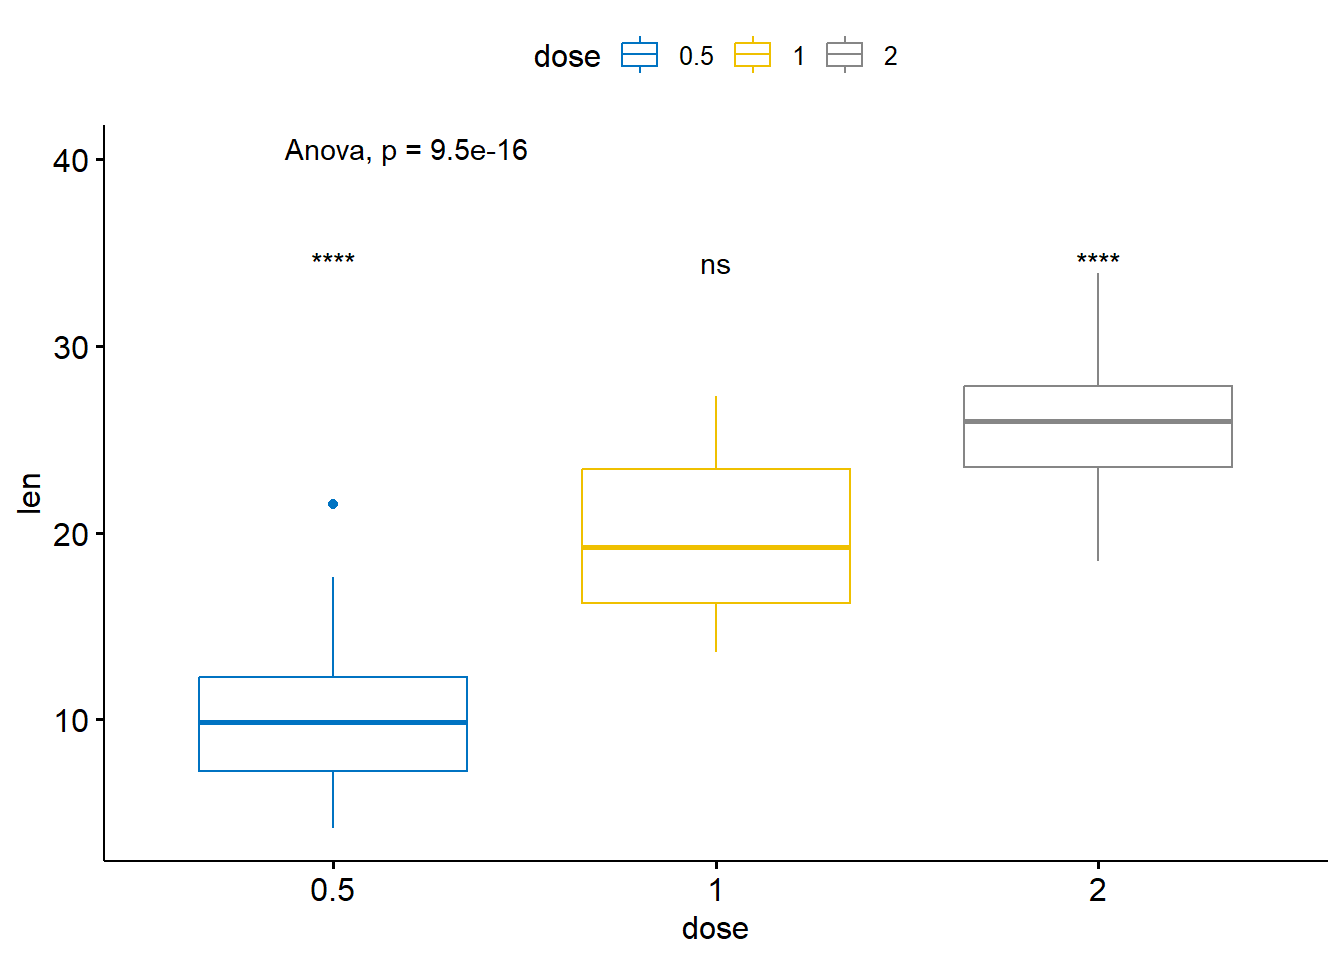 dose 0.5 1 2
Anova, p = 9.5e-16
40
**** ns ****
30
len
20
10
0.5 1 2
dose